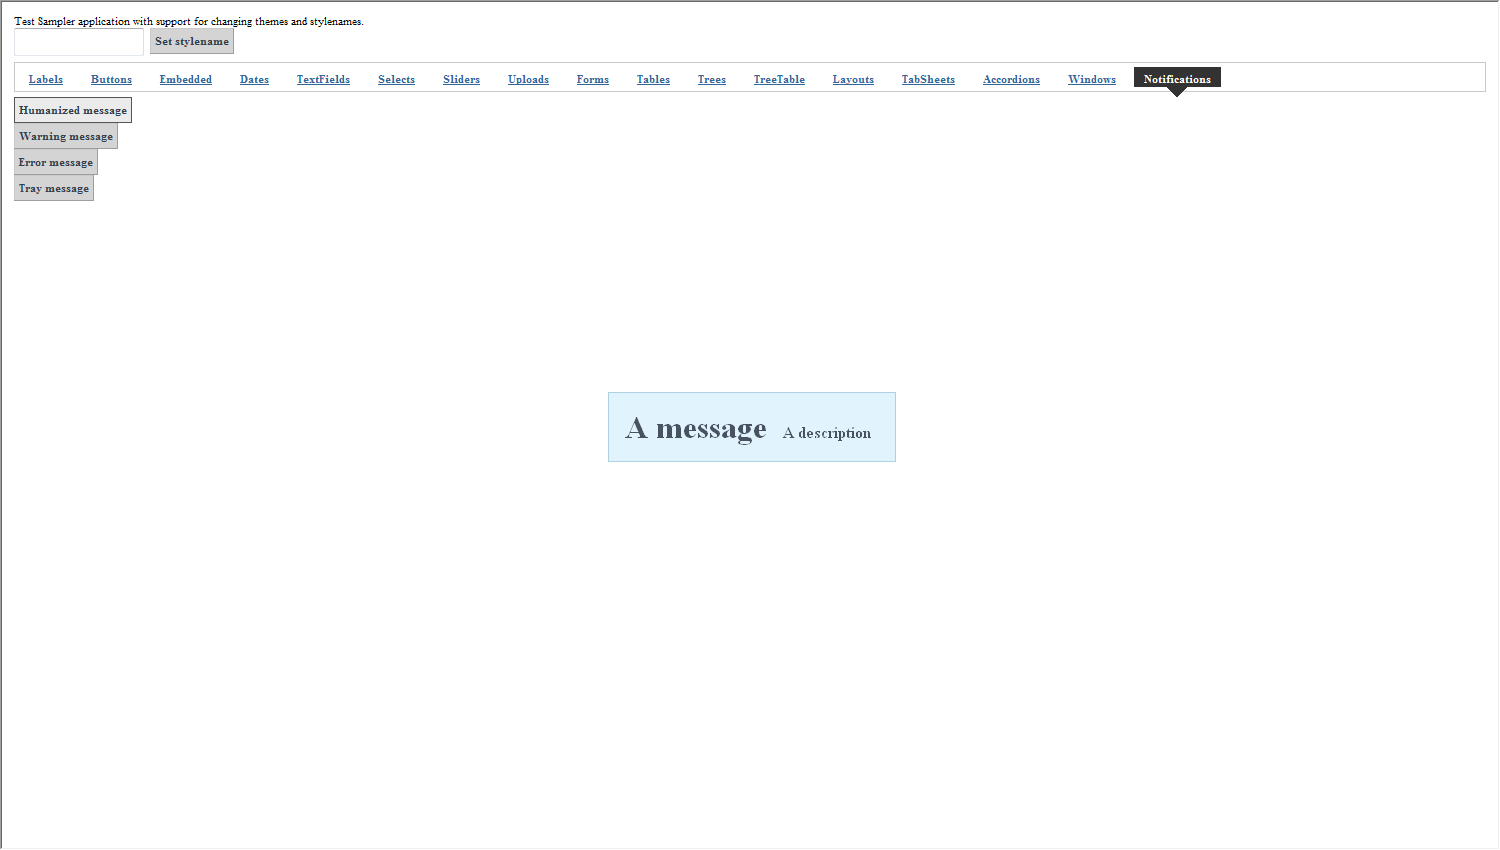 Test Sampler application with support for changing themes and stylenames.
Set stylename
Labels Buttons Embedded Dates TextFields Selects Sliders Uploads Forms Tables Trees TreeTable Layouts TabSheets Accordions Windows Notifications
Humanized message
Warning message
Error message
Tray message
A message A description